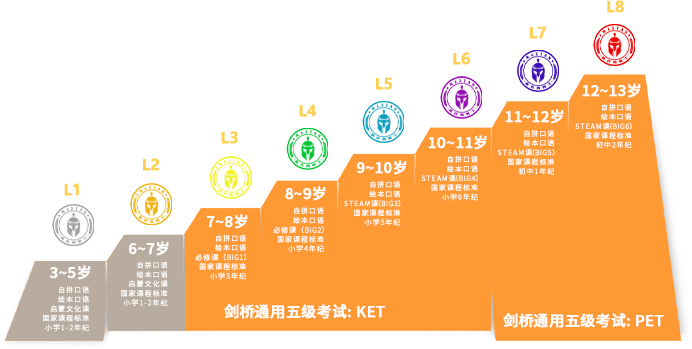 L1
3~5岁
自拼口语
绘本口语
启蒙文化课
国家课程标准
小学1-2年纪
L2
6~7岁
自拼口语
绘本口语
启蒙文化课
国家课程标准
小学1-2年纪
L3
7~8岁
自拼口语
绘本口语
必修课（BIG1)
国家课程标准
小学3年纪
L4
8~9岁
自拼口语
绘本口语
必修课（BIG2)
国家课程标准
小学4年纪
L5
9~10岁
自拼口语
绘本口语
STEAM课(BIG3)
国家课程标准
小学5年纪
L6
10~11岁
自拼口语
绘本口语
STEAM课(BIG4)
国家课程标准
小学6年纪
L7
11~12岁
自拼口语
绘本口语
STEAM课(BIG5)
国家课程标准
初中1年纪
L8
12~13岁
自拼口语
绘本口语
STEAM课(BIG6)
国家课程标准
初中2年纪
剑桥通用五级考试: KET
剑桥通用五级考试: PET